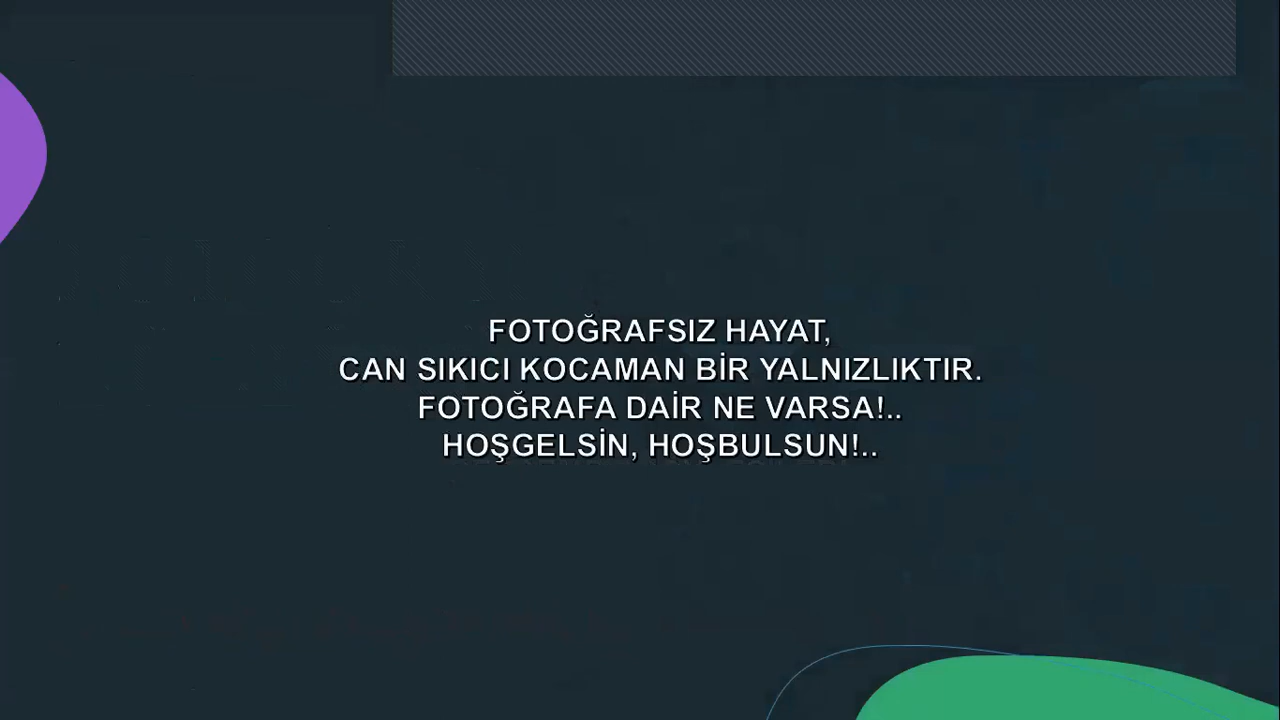 FOTOĞRAFSIZ HAYAT,
CAN SIKICI KOCAMAN BİR YALNIZLIKTIR.
FOTOĞRAFA DAİR NE VARSA!..
HOŞGELSİN, HOŞBULSUN!..